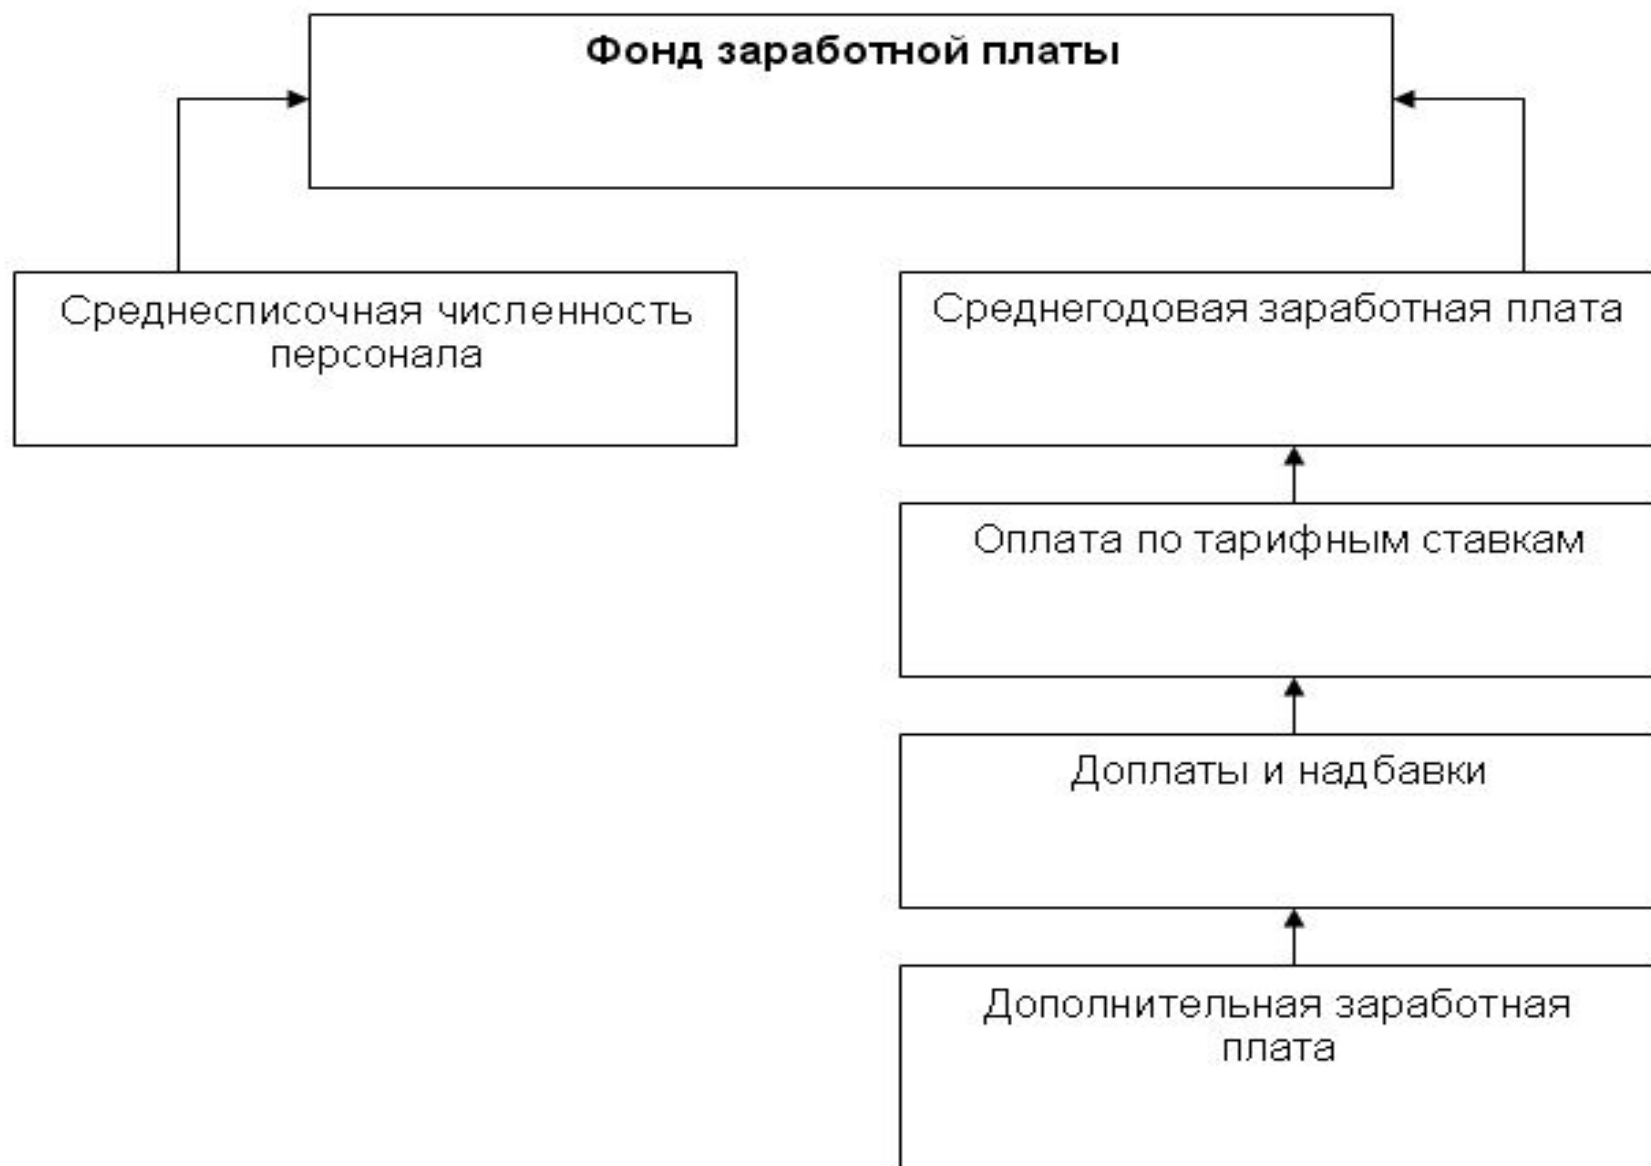 Фонд заработной платы
Среднесписочная численность
персонала
Среднегодовая заработная плата
Оплата по тарифным ставкам
Доплаты и надбавки
Дополнительная заработная
плата